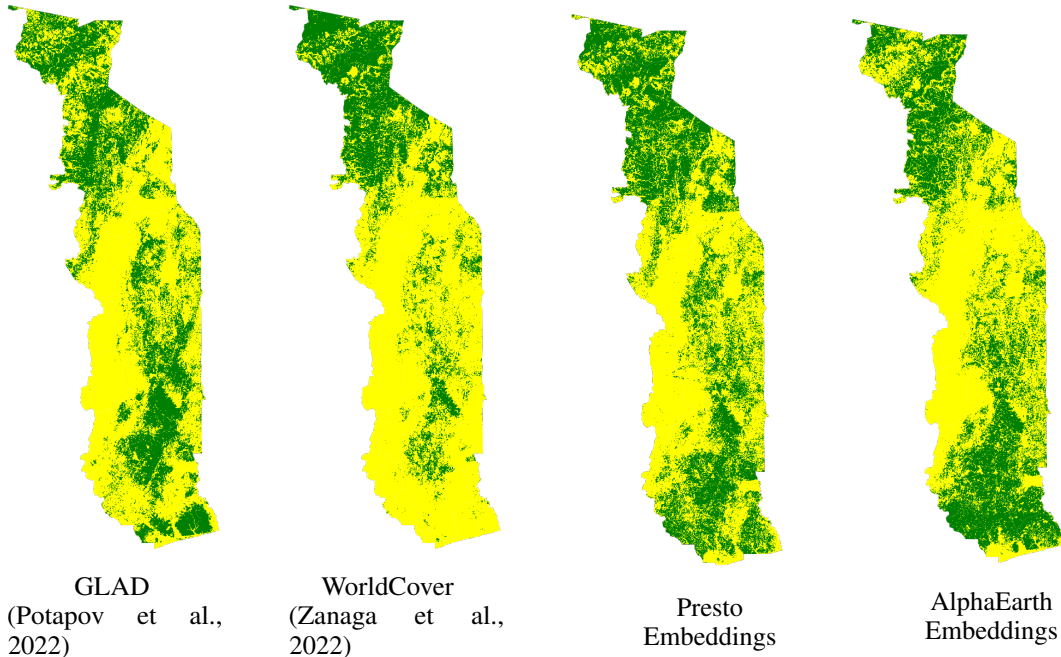 GLAD
(Potapov et al.,
2022)
WorldCover
(Zanaga et al.,
2022)
Presto
Embeddings
AlphaEarth
Embeddings